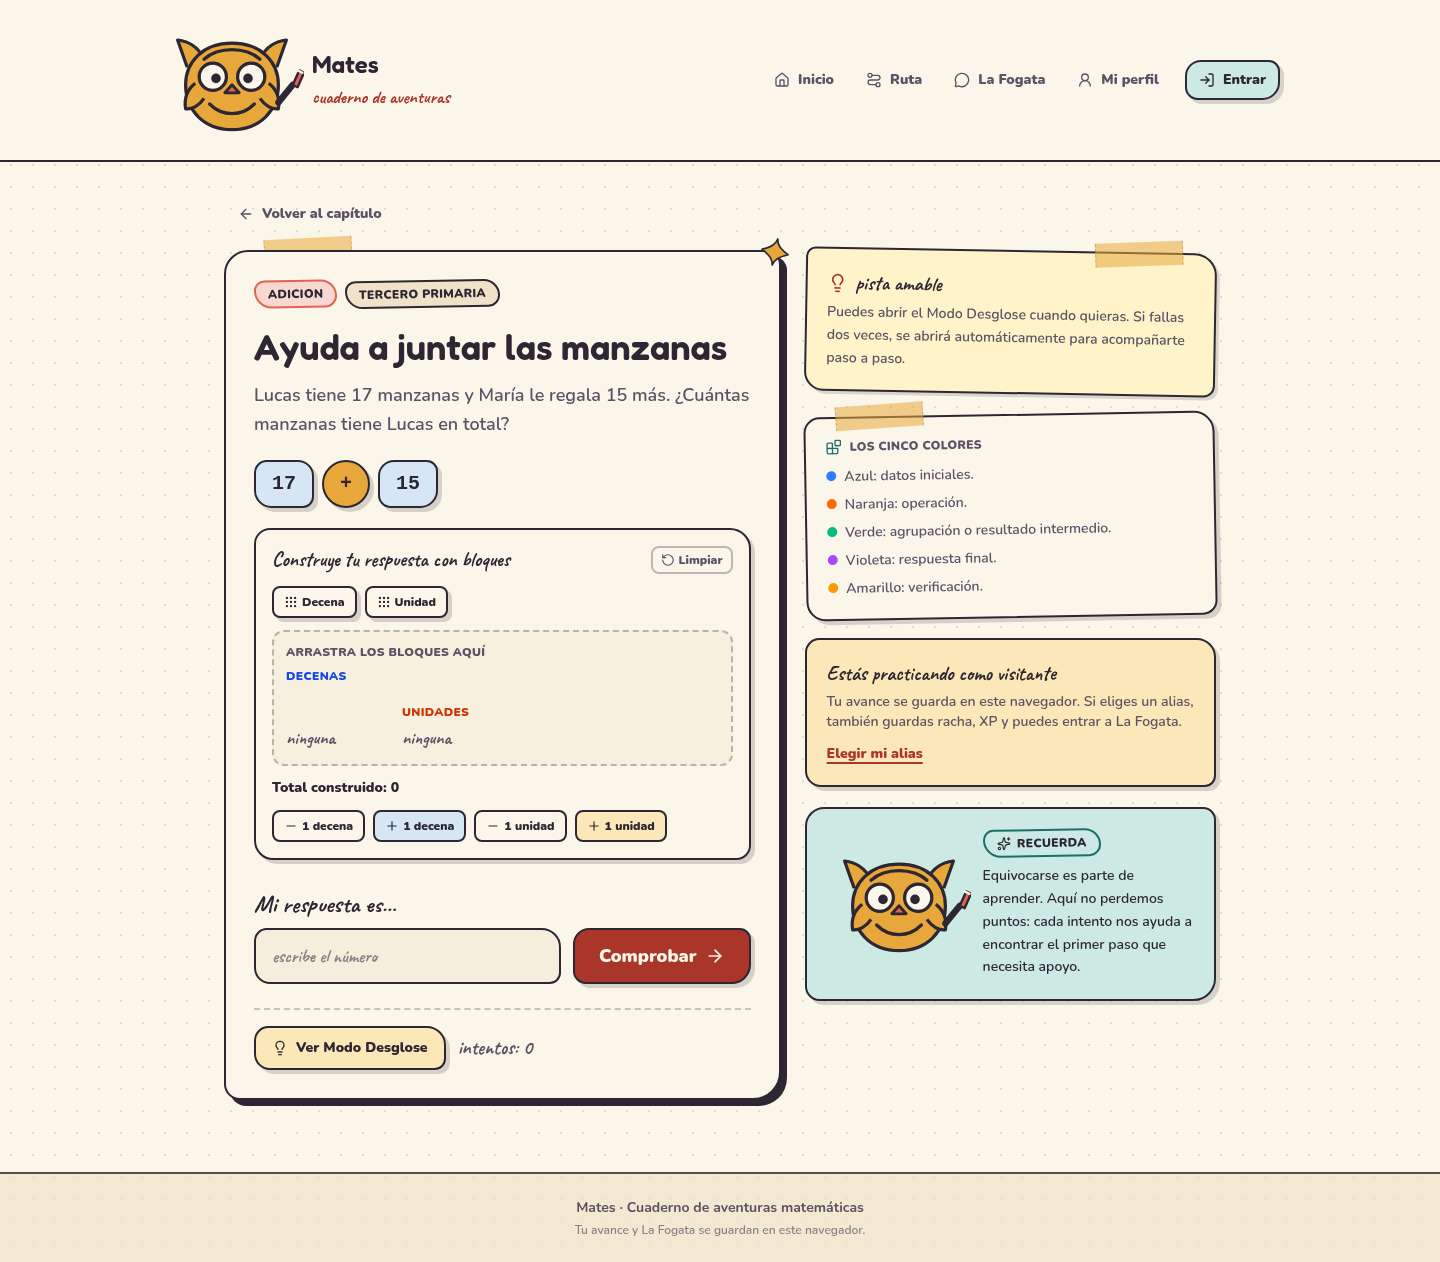 Mates
cuaderno de aventuras
Inicio
Ruta
La Fogata
Mi perfil
Entrar
Volver al capítulo
ADICION
TERCERO PRIMARIA
Ayuda a juntar las manzanas
Lucas tiene 17 manzanas y María le regala 15 más. ¿Cuántas
manzanas tiene Lucas en total?
17 + 15
Construye tu respuesta con bloques
Limpiar
Decena
Unidad
ARRASTRA LOS BLOQUES AQUÍ
DECENAS
UNIDADES
ninguna
ninguna
Total construido: 0
− 1 decena
+ 1 decena
− 1 unidad
+ 1 unidad
Mi respuesta es...
escribe el número
Comprobar
Ver Modo Desglose
intentos: 0
pista amable
Puedes abrir el Modo Desglose cuando quieras. Si fallas
dos veces, se abrirá automáticamente para acompañarte
paso a paso.
LOS CINCO COLORES
Azul: datos iniciales.
Naranja: operación.
Verde: agrupación o resultado intermedio.
Violeta: respuesta final.
Amarillo: verificación.
Estás practicando como visitante
Tu avance se guarda en este navegador. Si eliges un alias,
también guardas racha, XP y puedes entrar a La Fogata.
Elegir mi alias
RECUERDA
Equivocarse es parte de
aprender. Aquí no perdemos
puntos: cada intento nos ayuda a
encontrar el primer paso que
necesita apoyo.
Mates · Cuaderno de aventuras matemáticas
Tu avance y La Fogata se guardan en este navegador.